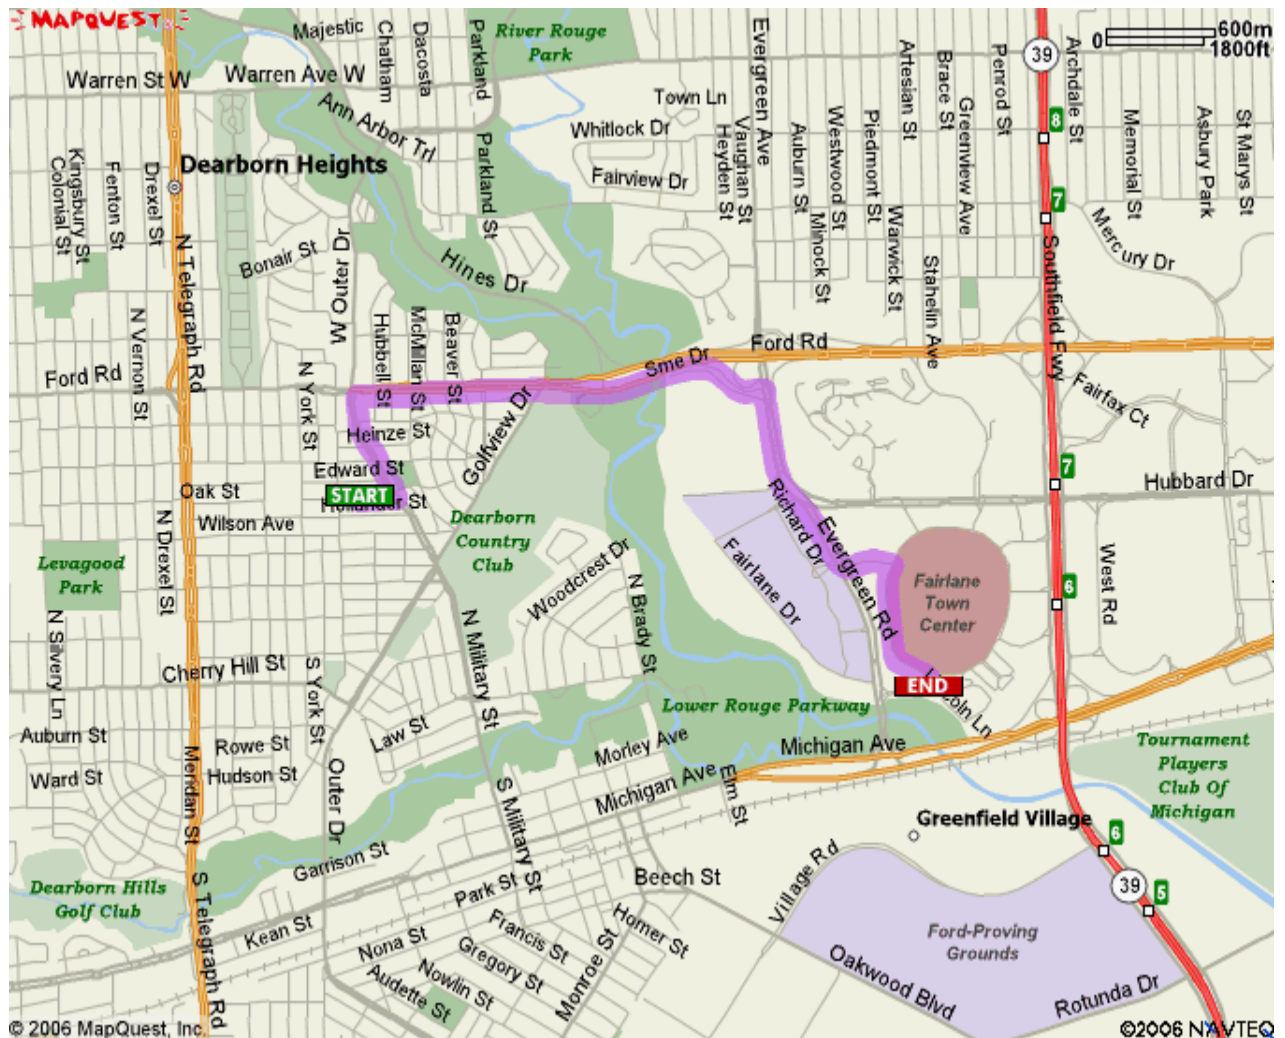 MAPQUEST
Majestic
Chatham
Dacosta
Parkland
River Rouge
Park
Evergreen Ave
39
Archdale St
600m
0
1800ft
Warren St W
Warren Ave W
Ann Arbor Trl
Town Ln
Whitlock Dr
Fairview Dr
Heyden St
Vaughan St
Auburn St
Westwood St
Minock St
Piedmont St
Warwick St
Artesian St
Brace St
Greenview Ave
Penrod St
Stahelin Ave
8
Memorial St
Asbury Park
St Marys St
Dearborn Heights
Colonial St
Kingsbury St
Fenton St
Drexel St
N Telegraph Rd
Bonair St
W Outer Dr
Parkland St
Hines Dr
7
Mercury Dr
Southfield Fwy
N Vernon St
Ford Rd
N York St
Hubbell St
McMillan St
Beaver St
Sme Dr
Ford Rd
Golfview Dr
Fairfax Ct
Heinze St
Edward St
START
Hollander St
Oak St
Wilson Ave
N Drexel St
7
Hubbard Dr
Richard Dr
Evergreen Rd
Fairlane Dr
Dearborn
Country
Club
Levagood
Park
Woodcrest Dr
N Brady St
Fairlane
Town
Center
6
West Rd
N Silvery Ln
Cherry Hill St
S York St
N Military St
END
Lincoln Ln
Lower Rouge Parkway
Michigan Ave
Auburn St
Ward St
Rowe St
Hudson St
Law St
Morley Ave
Michigan Ave
Elm St
Outer Dr
Meridan St
S Military St
Tournament
Players
Club Of
Michigan
Greenfield Village
6
Garrison St
Park St
Beech St
Village Rd
39
5
Dearborn Hills
Golf Club
S Telegraph Rd
Kean St
Nona St
Audette St
Nowlin St
Gregory St
Francis St
Monroe St
Horner St
Ford-Proving
Grounds
Oakwood Blvd
Rotunda Dr
© 2006 MapQuest, Inc.
©2006 NAVTEQ